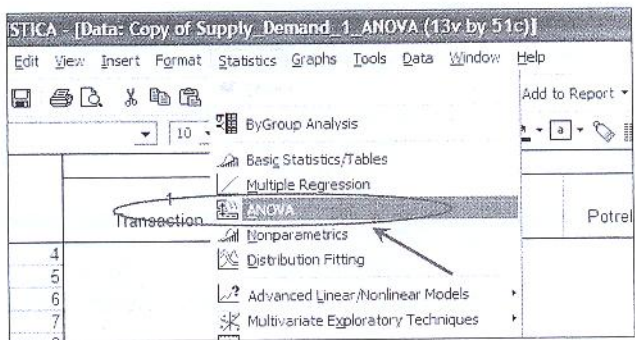 STICA - [Data: Copy of Supply_Demand_1_ANOVA (13v by 51c)]
Edit View Insert Format Statistics Graphs Tools Data Window Help
Add to Report
10
a
ByGroup Analysis
Basic Statistics/Tables
Multiple Regression
1
Transaction
ANOVA
Potrel
Nonparametrics
4
Distribution Fitting
5
6
Advanced Linear/Nonlinear Models
7
Multivariate Exploratory Techniques